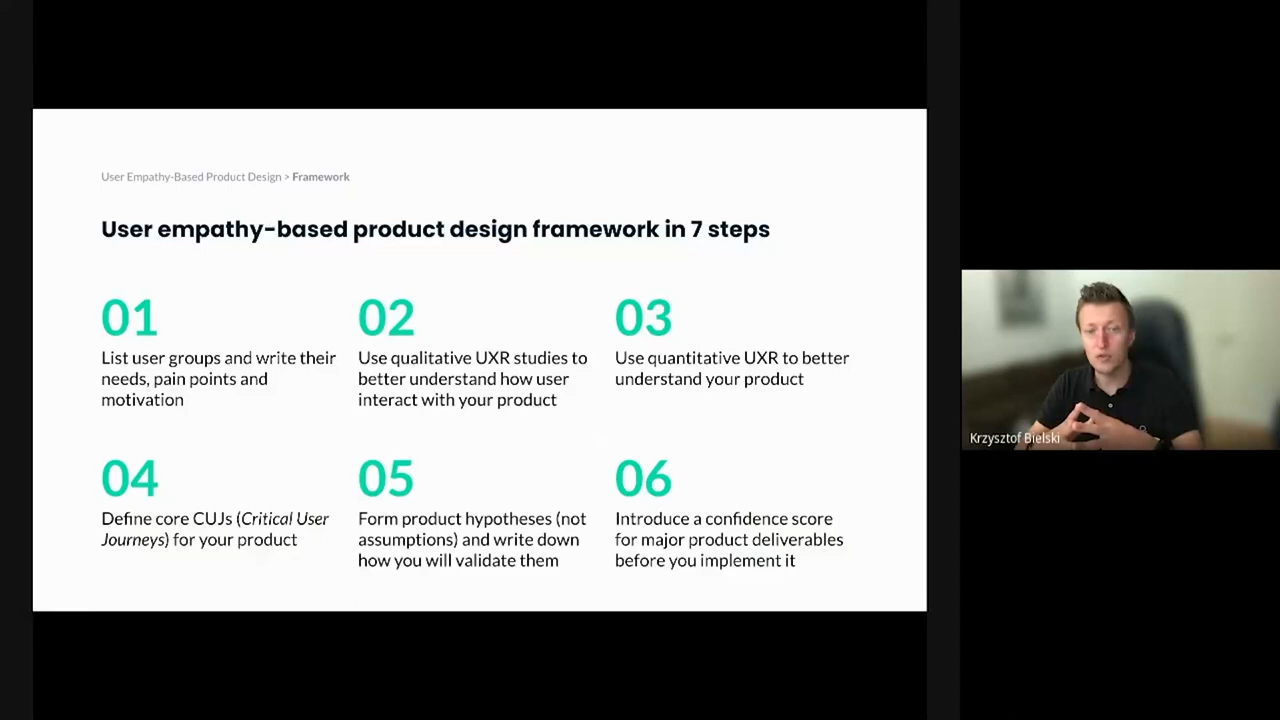 User Empathy-Based Product Design > Framework
User empathy-based product design framework in 7 steps
01
List user groups and write their
needs, pain points and
motivation
02
Use qualitative UXR studies to
better understand how user
interact with your product
03
Use quantitative UXR to better
understand your product
04
Define core CUJs (Critical User
Journeys) for your product
05
Form product hypotheses (not
assumptions) and write down
how you will validate them
06
Introduce a confidence score
for major product deliverables
before you implement it
Krzysztof Bielski